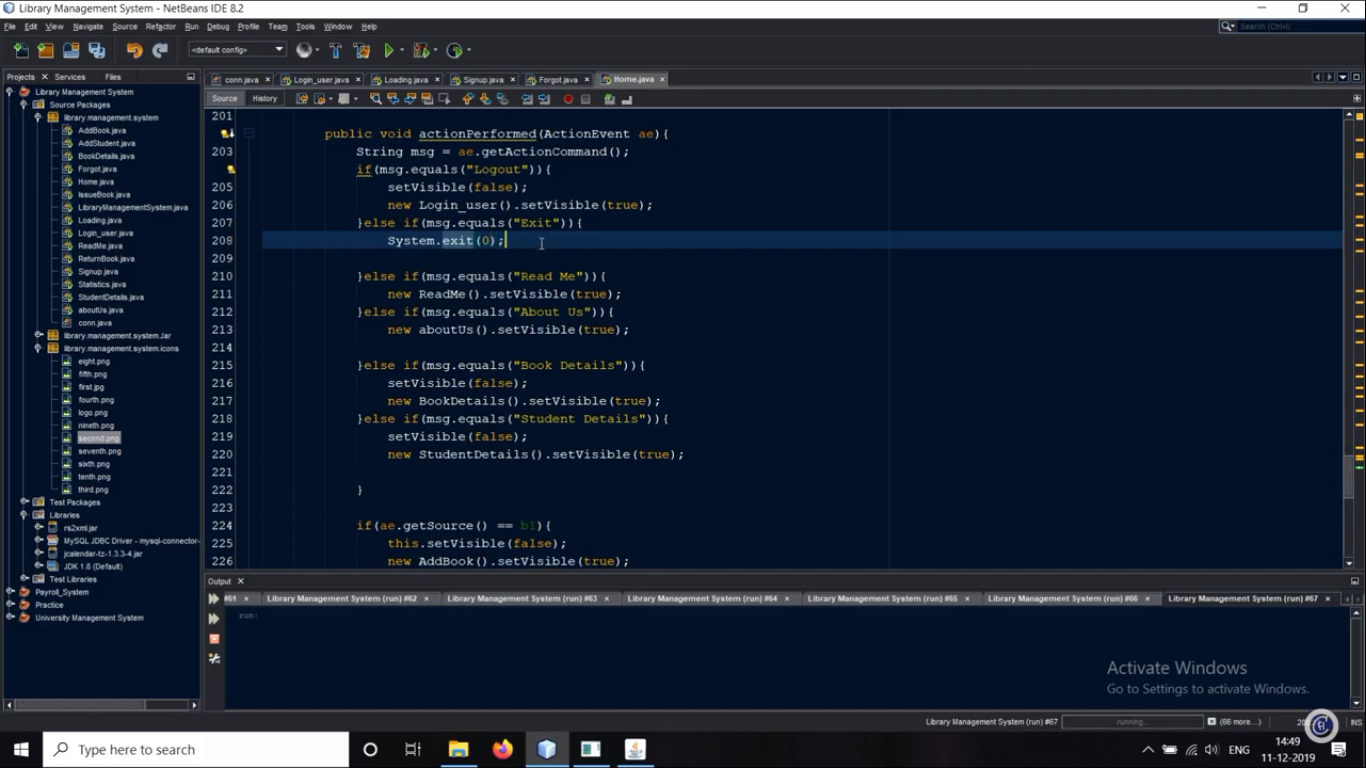 Library Management System - NetBeans IDE 8.2
File Edit View Navigate Source Refactor Run Debug Profile Team Tools Window Help
Search (Ctrl+I)
<default config>
Projects Services Files
conn.java Login_user.java Loading.java Signup.java Forgot.java Home.java
Source History
Library Management System
Source Packages
library.management.system
AddBook.java
AddStudent.java
BookDetails.java
Forgot.java
Home.java
IssueBook.java
LibraryManagementSystem.java
Loading.java
Login_user.java
ReadMe.java
ReturnBook.java
Signup.java
Statistics.java
StudentDetails.java
aboutUs.java
conn.java
library.management.system.Jar
library.management.system.icons
eight.png
fifth.png
first.jpg
fourth.png
logo.png
nineth.png
second.png
seventh.png
sixth.png
tenth.png
third.png
Test Packages
Libraries
rs2xml.jar
MySQL JDBC Driver - mysql-connector-
jcalendar-tz-1.3.3-4.jar
JDK 1.8 (Default)
Test Libraries
Payroll_System
Practice
University Management System
201
public void actionPerformed(ActionEvent ae){
203 String msg = ae.getActionCommand();
if(msg.equals("Logout")){
205 setVisible(false);
206 new Login_user().setVisible(true);
207 }else if(msg.equals("Exit")){
208 System.exit(0);
209
210 }else if(msg.equals("Read Me")){
211 new ReadMe().setVisible(true);
212 }else if(msg.equals("About Us")){
213 new aboutUs().setVisible(true);
214
215 }else if(msg.equals("Book Details")){
216 setVisible(false);
217 new BookDetails().setVisible(true);
218 }else if(msg.equals("Student Details")){
219 setVisible(false);
220 new StudentDetails().setVisible(true);
221
222 }
223
224 if(ae.getSource() == b1){
225 this.setVisible(false);
226 new AddBook().setVisible(true);
Output
#61 Library Management System (run) #62 Library Management System (run) #63 Library Management System (run) #64 Library Management System (run) #65 Library Management System (run) #66 Library Management System (run) #67
run:
Activate Windows
Go to Settings to activate Windows.
Library Management System (run) #67 running... (66 more...) INS
Type here to search
ENG
14:49
11-12-2019